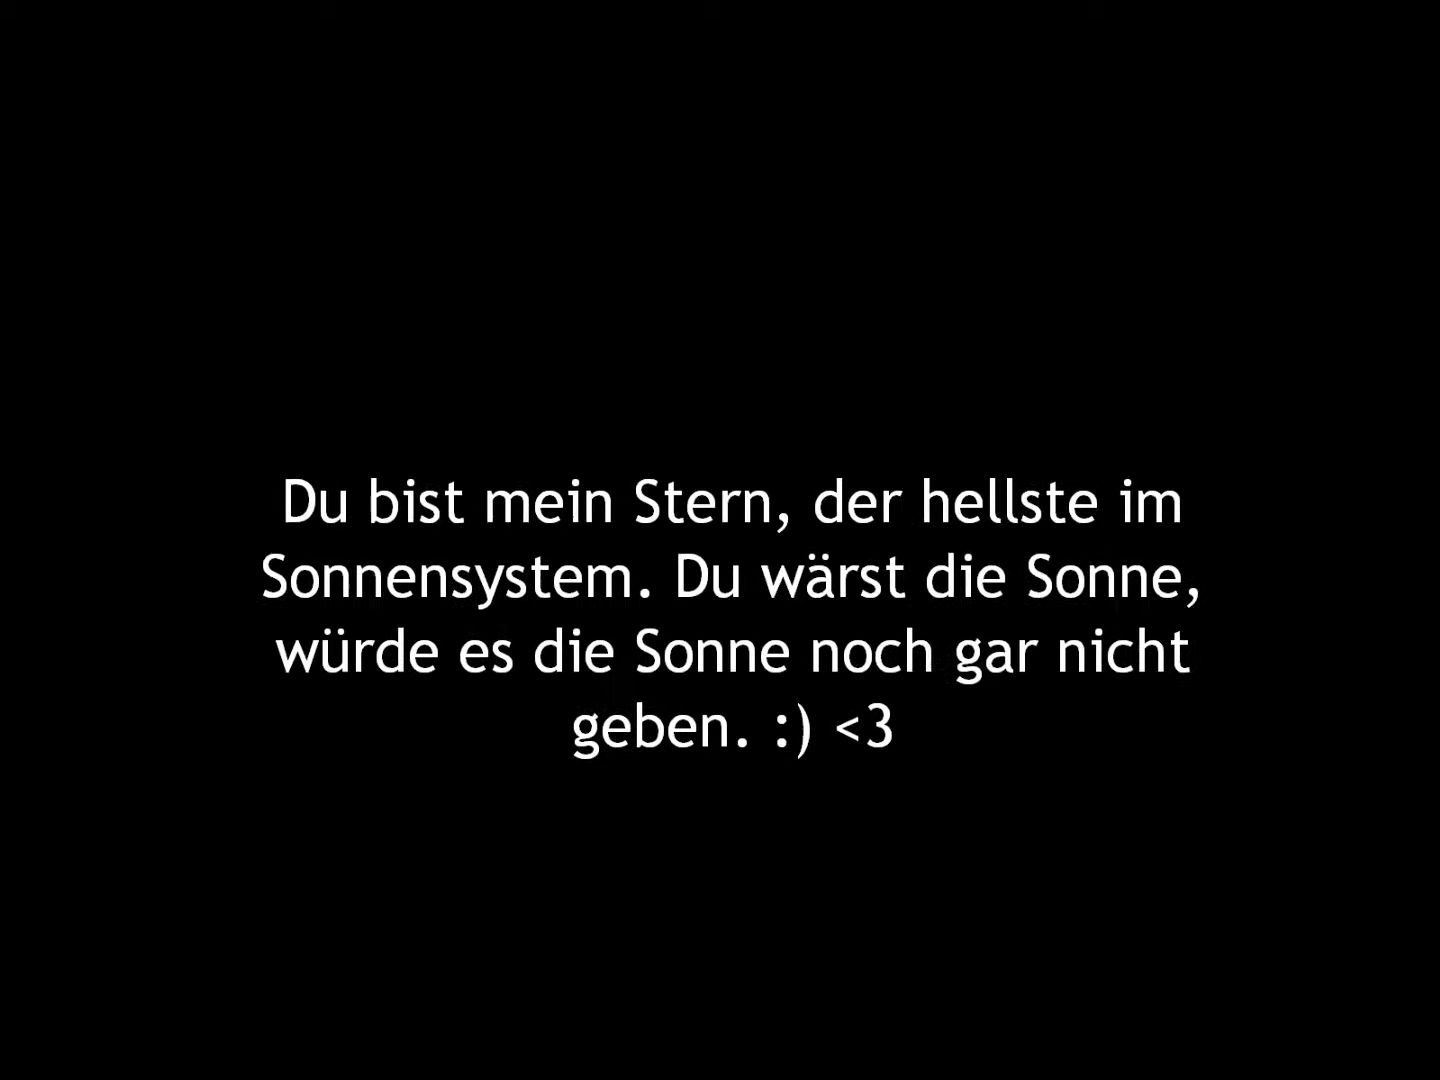 Du bist mein Stern, der hellste im
Sonnensystem. Du wärst die Sonne,
würde es die Sonne noch gar nicht
geben. :) <3